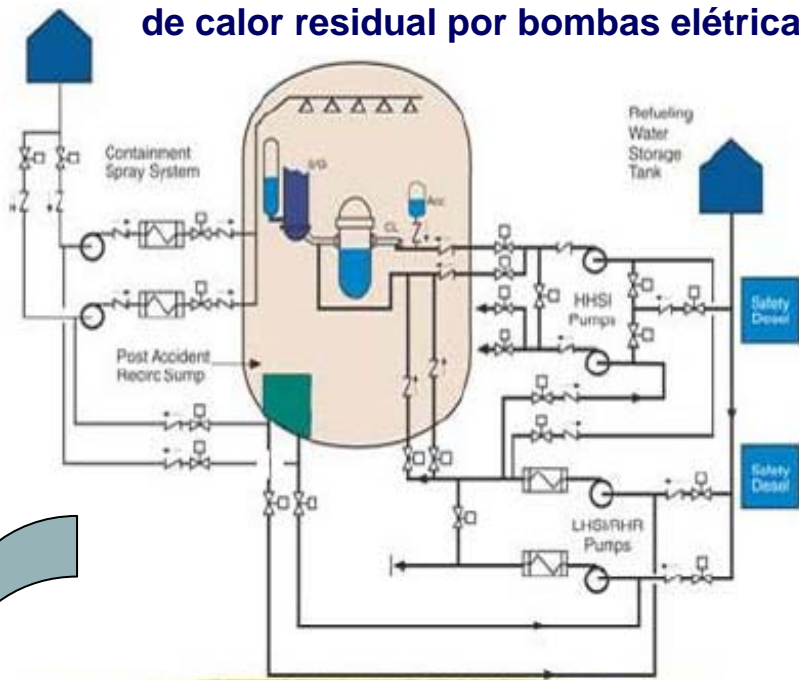 de calor residual por bombas elétrica
Refueling
Water
Storage
Tank
Containment
Spray System
S/G
Acc
CL
HHSI
Pumps
Safety
Diesel
Post Accident
Recirc Sump
Safety
Diesel
LHSI/RHR
Pumps